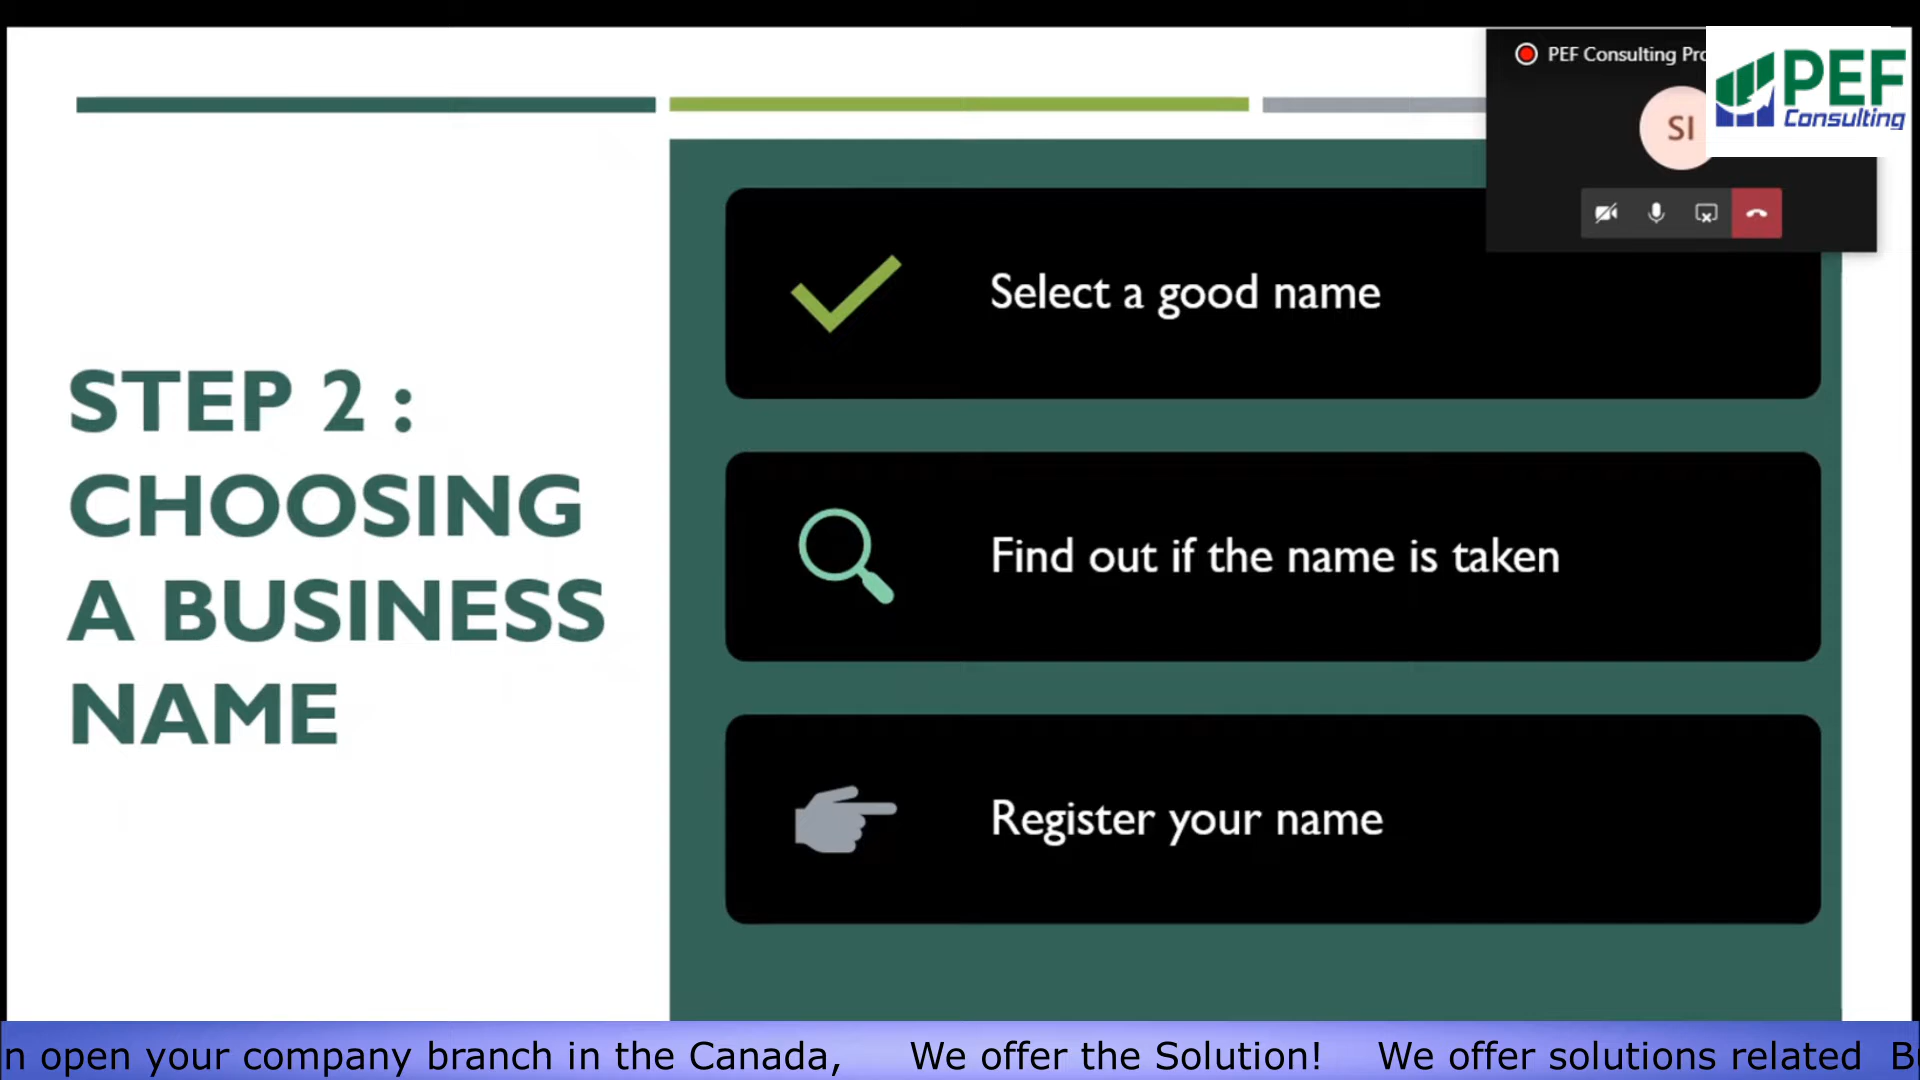 PEF Consulting
SI
PEF
Consulting
STEP 2 :
CHOOSING
A BUSINESS
NAME
Select a good name
Find out if the name is taken
Register your name
open your company branch in the Canada, We offer the Solution! We offer solutions related